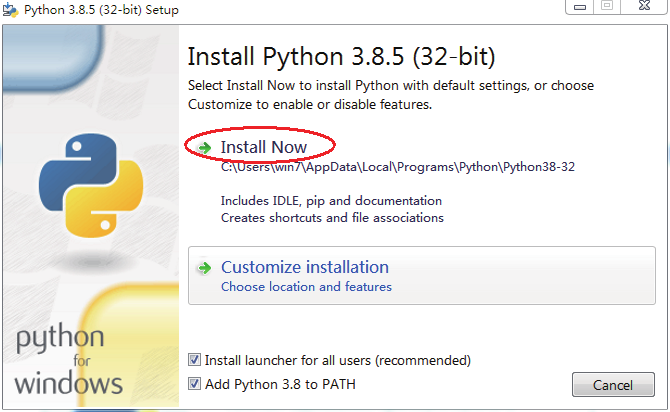 Python 3.8.5 (32-bit) Setup
Install Python 3.8.5 (32-bit)
Select Install Now to install Python with default settings, or choose
Customize to enable or disable features.
Install Now
C:\Users\win7\AppData\Local\Programs\Python\Python38-32
Includes IDLE, pip and documentation
Creates shortcuts and file associations
Customize installation
Choose location and features
python
for
windows
Install launcher for all users (recommended)
Add Python 3.8 to PATH
Cancel